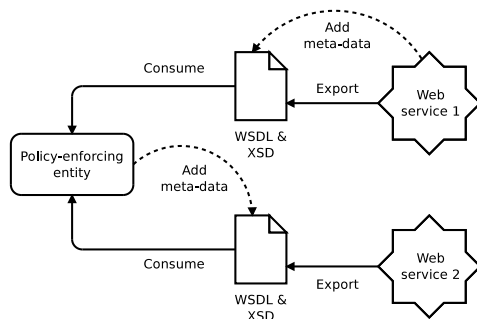 Add
meta-data
Consume
Export
Web
service 1
WSDL &
XSD
Policy-enforcing
entity
Add
meta-data
Consume
Export
Web
service 2
WSDL &
XSD